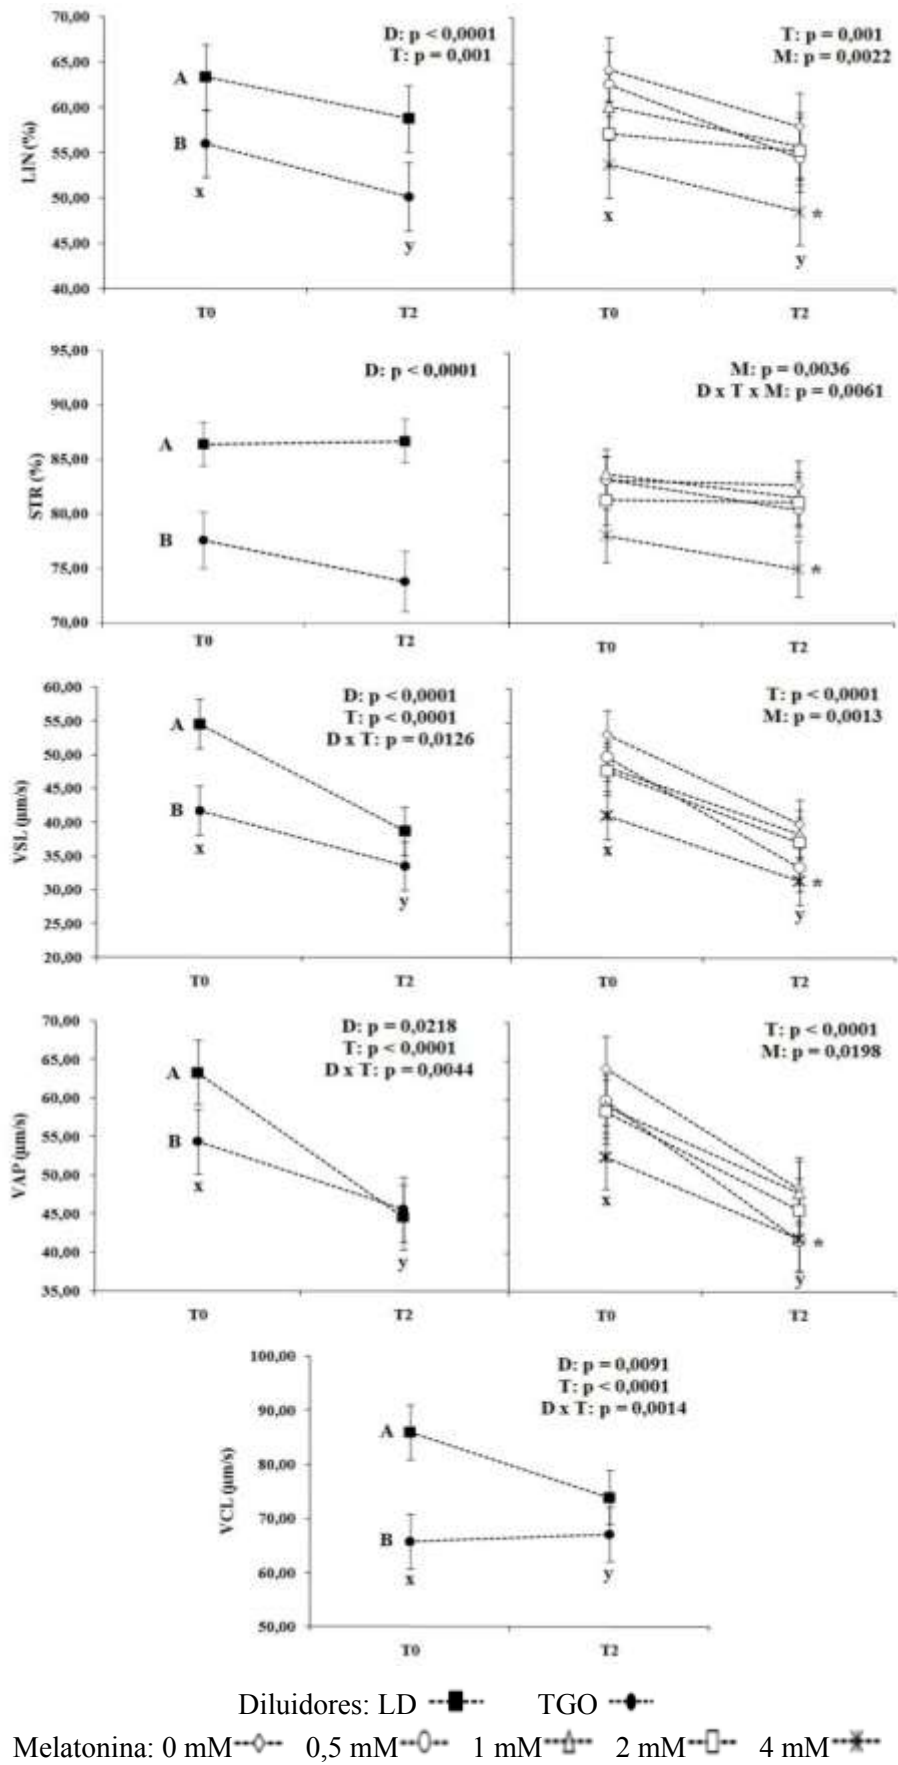 LIN (%)
70,00
65,00
60,00
55,00
50,00
45,00
40,00
D: p < 0,0001
T: p = 0,001
A
B
x
y
T0
T2
T: p = 0,001
M: p = 0,0022
x
*
y
T0
T2
STR (%)
95,00
90,00
85,00
80,00
75,00
70,00
D: p < 0,0001
A
B
T0
T2
M: p = 0,0036
D x T x M: p = 0,0061
*
T0
T2
VSL (µm/s)
60,00
55,00
50,00
45,00
40,00
35,00
30,00
25,00
20,00
D: p < 0,0001
T: p < 0,0001
D x T: p = 0,0126
A
B
x
y
T0
T2
T: p < 0,0001
M: p = 0,0013
x
*
y
T0
T2
VAP (µm/s)
70,00
65,00
60,00
55,00
50,00
45,00
40,00
35,00
D: p = 0,0218
T: p < 0,0001
D x T: p = 0,0044
A
B
x
y
T0
T2
T: p < 0,0001
M: p = 0,0198
x
*
y
T0
T2
VCL (µm/s)
100,00
90,00
80,00
70,00
60,00
50,00
D: p = 0,0091
T: p < 0,0001
D x T: p = 0,0014
A
B
x
y
T0
T2
Diluidores: LD TGO
Melatonina: 0 mM 0,5 mM 1 mM 2 mM 4 mM